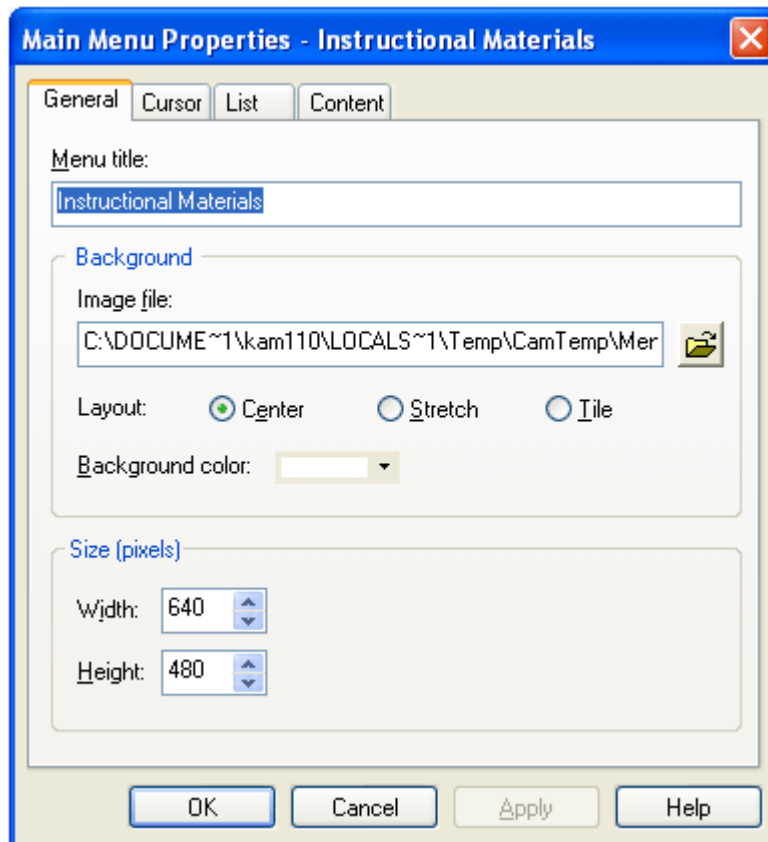 Main Menu Properties - Instructional Materials
General Cursor List Content
Menu title:
Instructional Materials
Background
Image file:
C:\DOCUME~1\kam110\LOCALS~1\Temp\CamTemp\Mer
Layout: Center Stretch Tile
Background color:
Size (pixels)
Width: 640
Height: 480
OK Cancel Apply Help